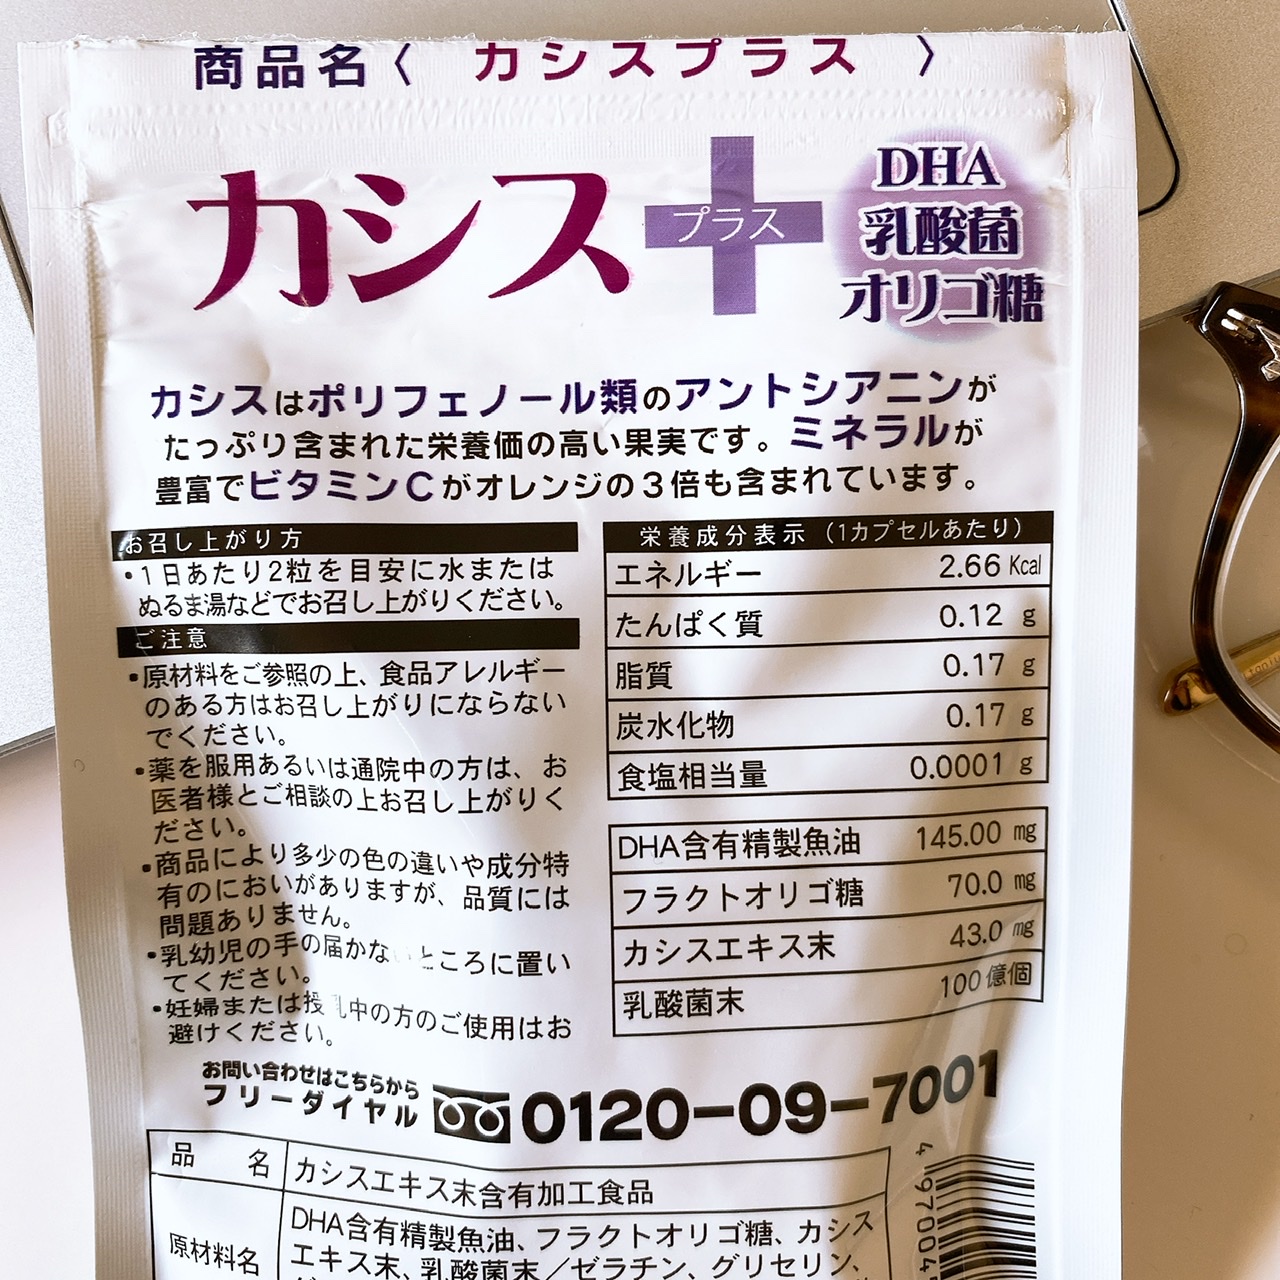 商品名〈 カシスプラス 〉
カシス
プラス
DHA
乳酸菌
オリゴ糖
カシスはポリフェノール類のアントシアニンが
たっぷり含まれた栄養価の高い果実です。ミネラルが
豊富でビタミンCがオレンジの3倍も含まれています。
お召し上がり方
・1日あたり2粒を目安に水または
ぬるま湯などでお召し上がりください。
ご注意
・原材料をご参照の上、食品アレルギー
のある方はお召し上がりにならない
でください。
・薬を服用あるいは通院中の方は、お
医者様とご相談の上お召し上がりく
ださい。
・商品により多少の色の違いや成分特
有のにおいがありますが、品質には
問題ありません。
・乳幼児の手の届かないところに置い
てください。
・妊婦または授乳中の方のご使用はお
避けください。
栄養成分表示(1カプセルあたり)
エネルギー 2.66 Kcal
たんぱく質 0.12 g
脂質 0.17 g
炭水化物 0.17 g
食塩相当量 0.0001 g
DHA含有精製魚油 145.00 mg
フラクトオリゴ糖 70.0 mg
カシスエキス末 43.0 mg
乳酸菌末 100億個
お問い合わせはこちらから
フリーダイヤル 0120-09-7001
品名 カシスエキス末含有加工食品
原材料名 DHA含有精製魚油、フラクトオリゴ糖、カシス
エキス末、乳酸菌末／ゼラチン、グリセリン、
4 97004